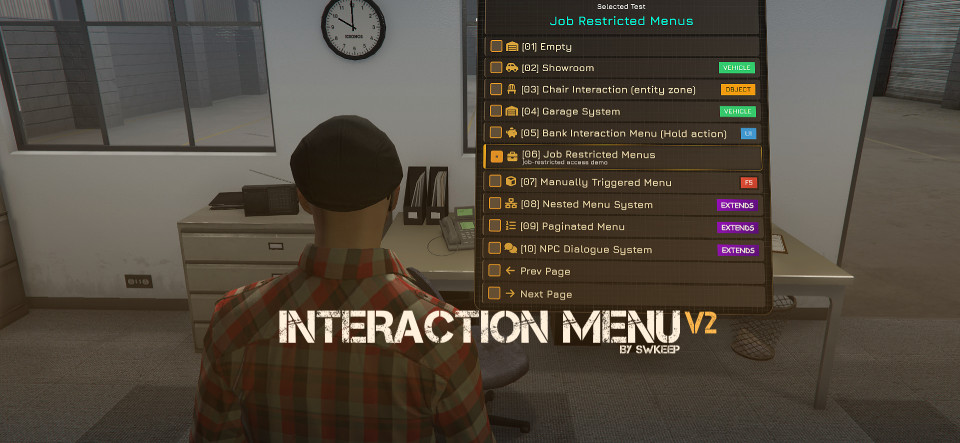 Selected Test
Job Restricted Menus
[01] Empty
[02] Showroom VEHICLE
[03] Chair Interaction (entity zone) OBJECT
[04] Garage System VEHICLE
[05] Bank Interaction Menu (Hold action) UI
[06] Job Restricted Menus
job-restricted access demo
[07] Manually Triggered Menu F5
[08] Nested Menu System EXTENDS
[09] Paginated Menu EXTENDS
[10] NPC Dialogue System EXTENDS
Prev Page
Next Page
INTERACTION MENU V2
BY SWKEEP